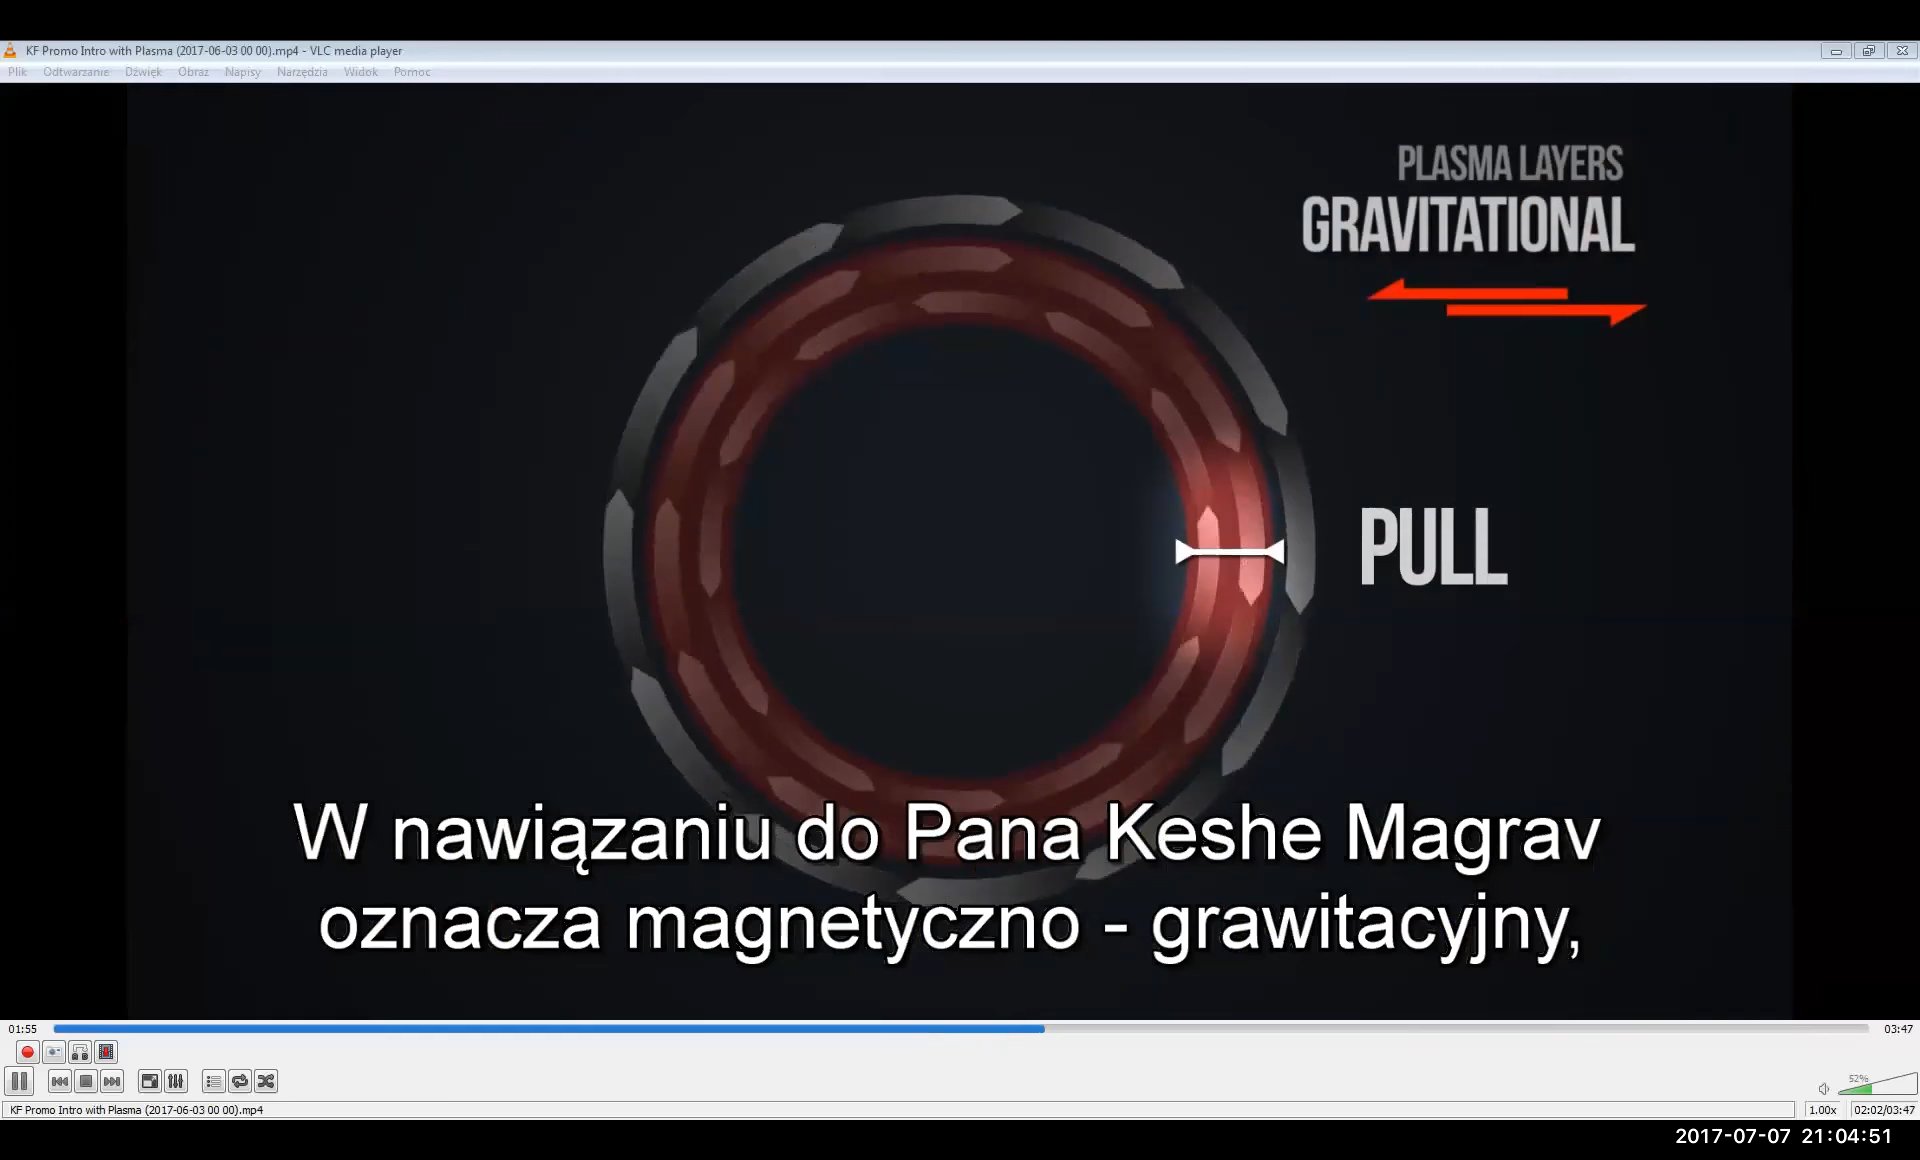 KF Promo Intro with Plasma (2017-06-03 00 00).mp4 - VLC media player
Plik Odtwarzanie Dźwięk Obraz Napisy Narzędzia Widok Pomoc
PLASMA LAYERS
GRAVITATIONAL
PULL
W nawiązaniu do Pana Keshe Magrav
oznacza magnetyczno - grawitacyjny,
01:55 03:47
52%
KF Promo Intro with Plasma (2017-06-03 00 00).mp4 1.00x 02:02/03:47
2017-07-07 21:04:51